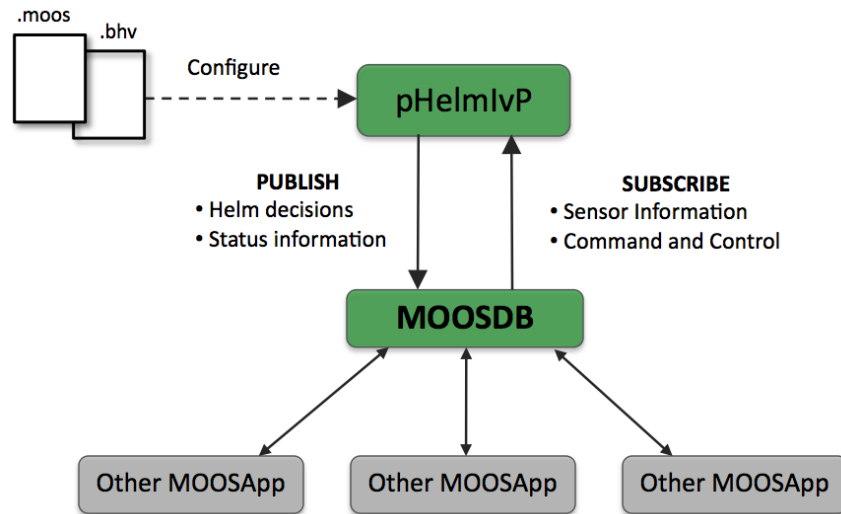 .moos
.bhv
Configure
pHelmIvP
PUBLISH
• Helm decisions
• Status information
SUBSCRIBE
• Sensor Information
• Command and Control
MOOSDB
Other MOOSApp
Other MOOSApp
Other MOOSApp